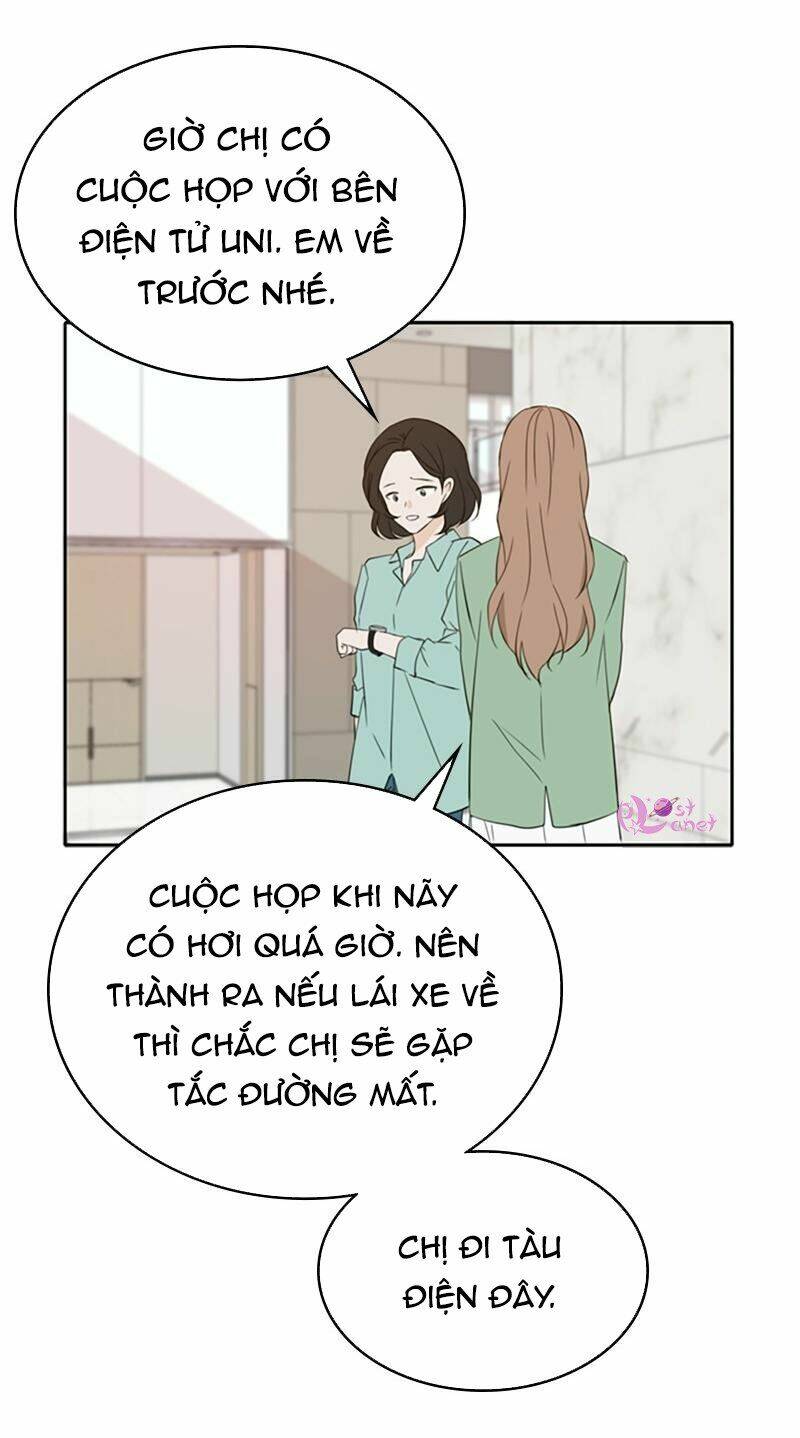 GIỜ CHỊ CÓ
CUỘC HỌP VỚI BÊN
ĐIỆN TỬ UNI. EM VỀ
TRƯỚC NHÉ.
Lost
Planet
CUỘC HỌP KHI NÃY
CÓ HƠI QUÁ GIỜ. NÊN
THÀNH RA NẾU LÁI XE VỀ
THÌ CHẮC CHỊ SẼ GẶP
TẮC ĐƯỜNG MẤT.
CHỊ ĐI TÀU
ĐIỆN ĐÂY.